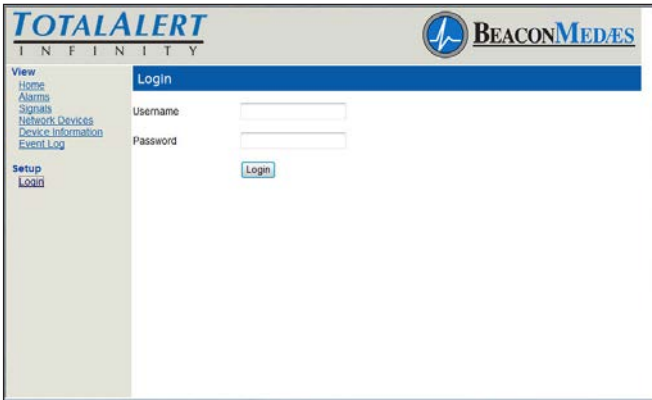 TOTALALERT
INFINITY
BEACONMEDÆS
View
Home
Alarms
Signals
Network Devices
Device Information
Event Log
Setup
Login
Login
Username
Password
Login